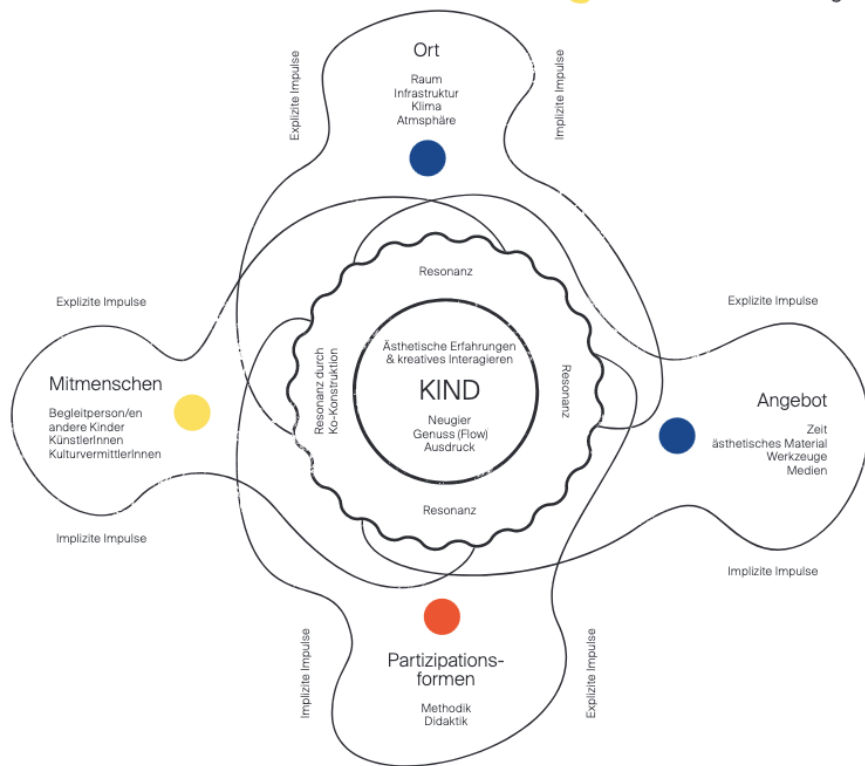 Explizite Impulse
Ort
Raum
Infrastruktur
Klima
Atmsphäre
Implizite Impulse
Resonanz
Explizite Impulse
Mitmenschen
Begleitperson/en
andere Kinder
KünstlerInnen
KulturvermittlerInnen
Implizite Impulse
Resonanz durch
Ko-Konstruktion
Ästhetische Erfahrungen
& kreatives Interagieren
KIND
Neugier
Genuss (Flow)
Ausdruck
Resonanz
Explizite Impulse
Angebot
Zeit
ästhetisches Material
Werkzeuge
Medien
Implizite Impulse
Resonanz
Implizite Impulse
Partizipations-
formen
Methodik
Didaktik
Explizite Impulse